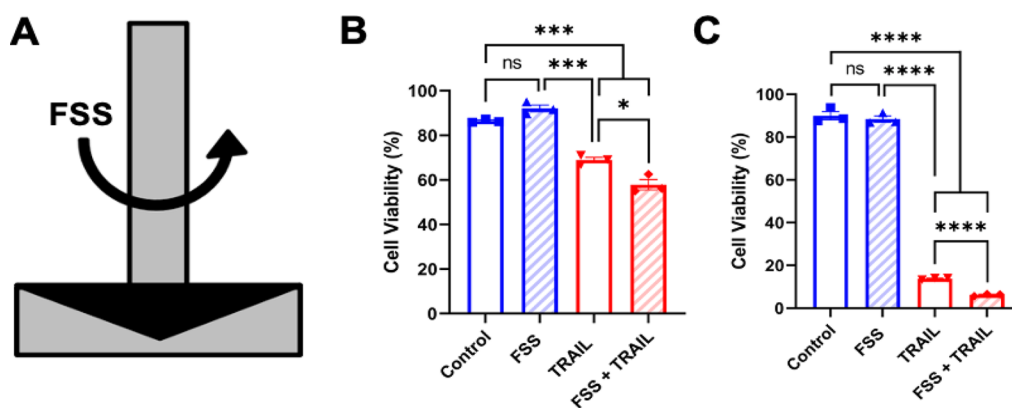 A
FSS
B
***
ns
***
*
Cell Viability (%)
100
80
60
40
20
0
Control
FSS
TRAIL
FSS + TRAIL
C
****
ns
****
****
Cell Viability (%)
100
80
60
40
20
0
Control
FSS
TRAIL
FSS + TRAIL